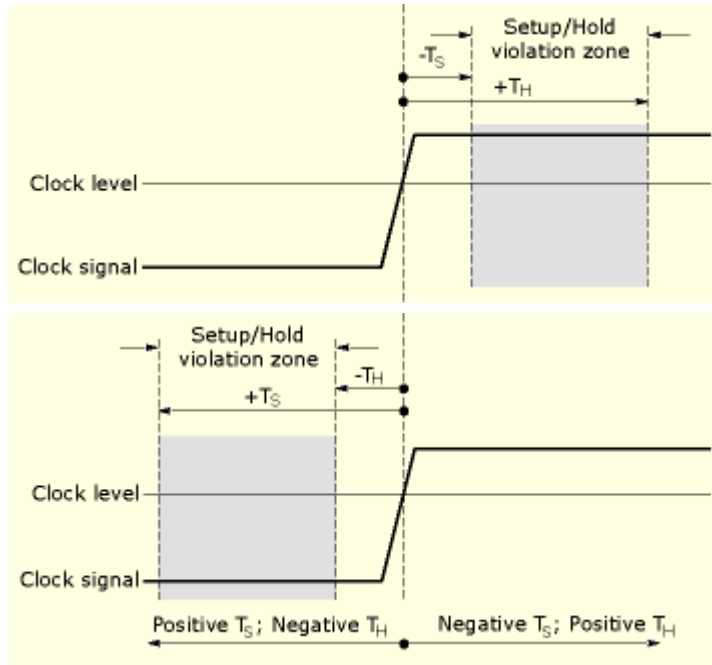 Setup/Hold
violation zone
-TS
+TH
Clock level
Clock signal
Setup/Hold
violation zone
-TH
+TS
Clock level
Clock signal
Positive TS; Negative TH
Negative TS; Positive TH